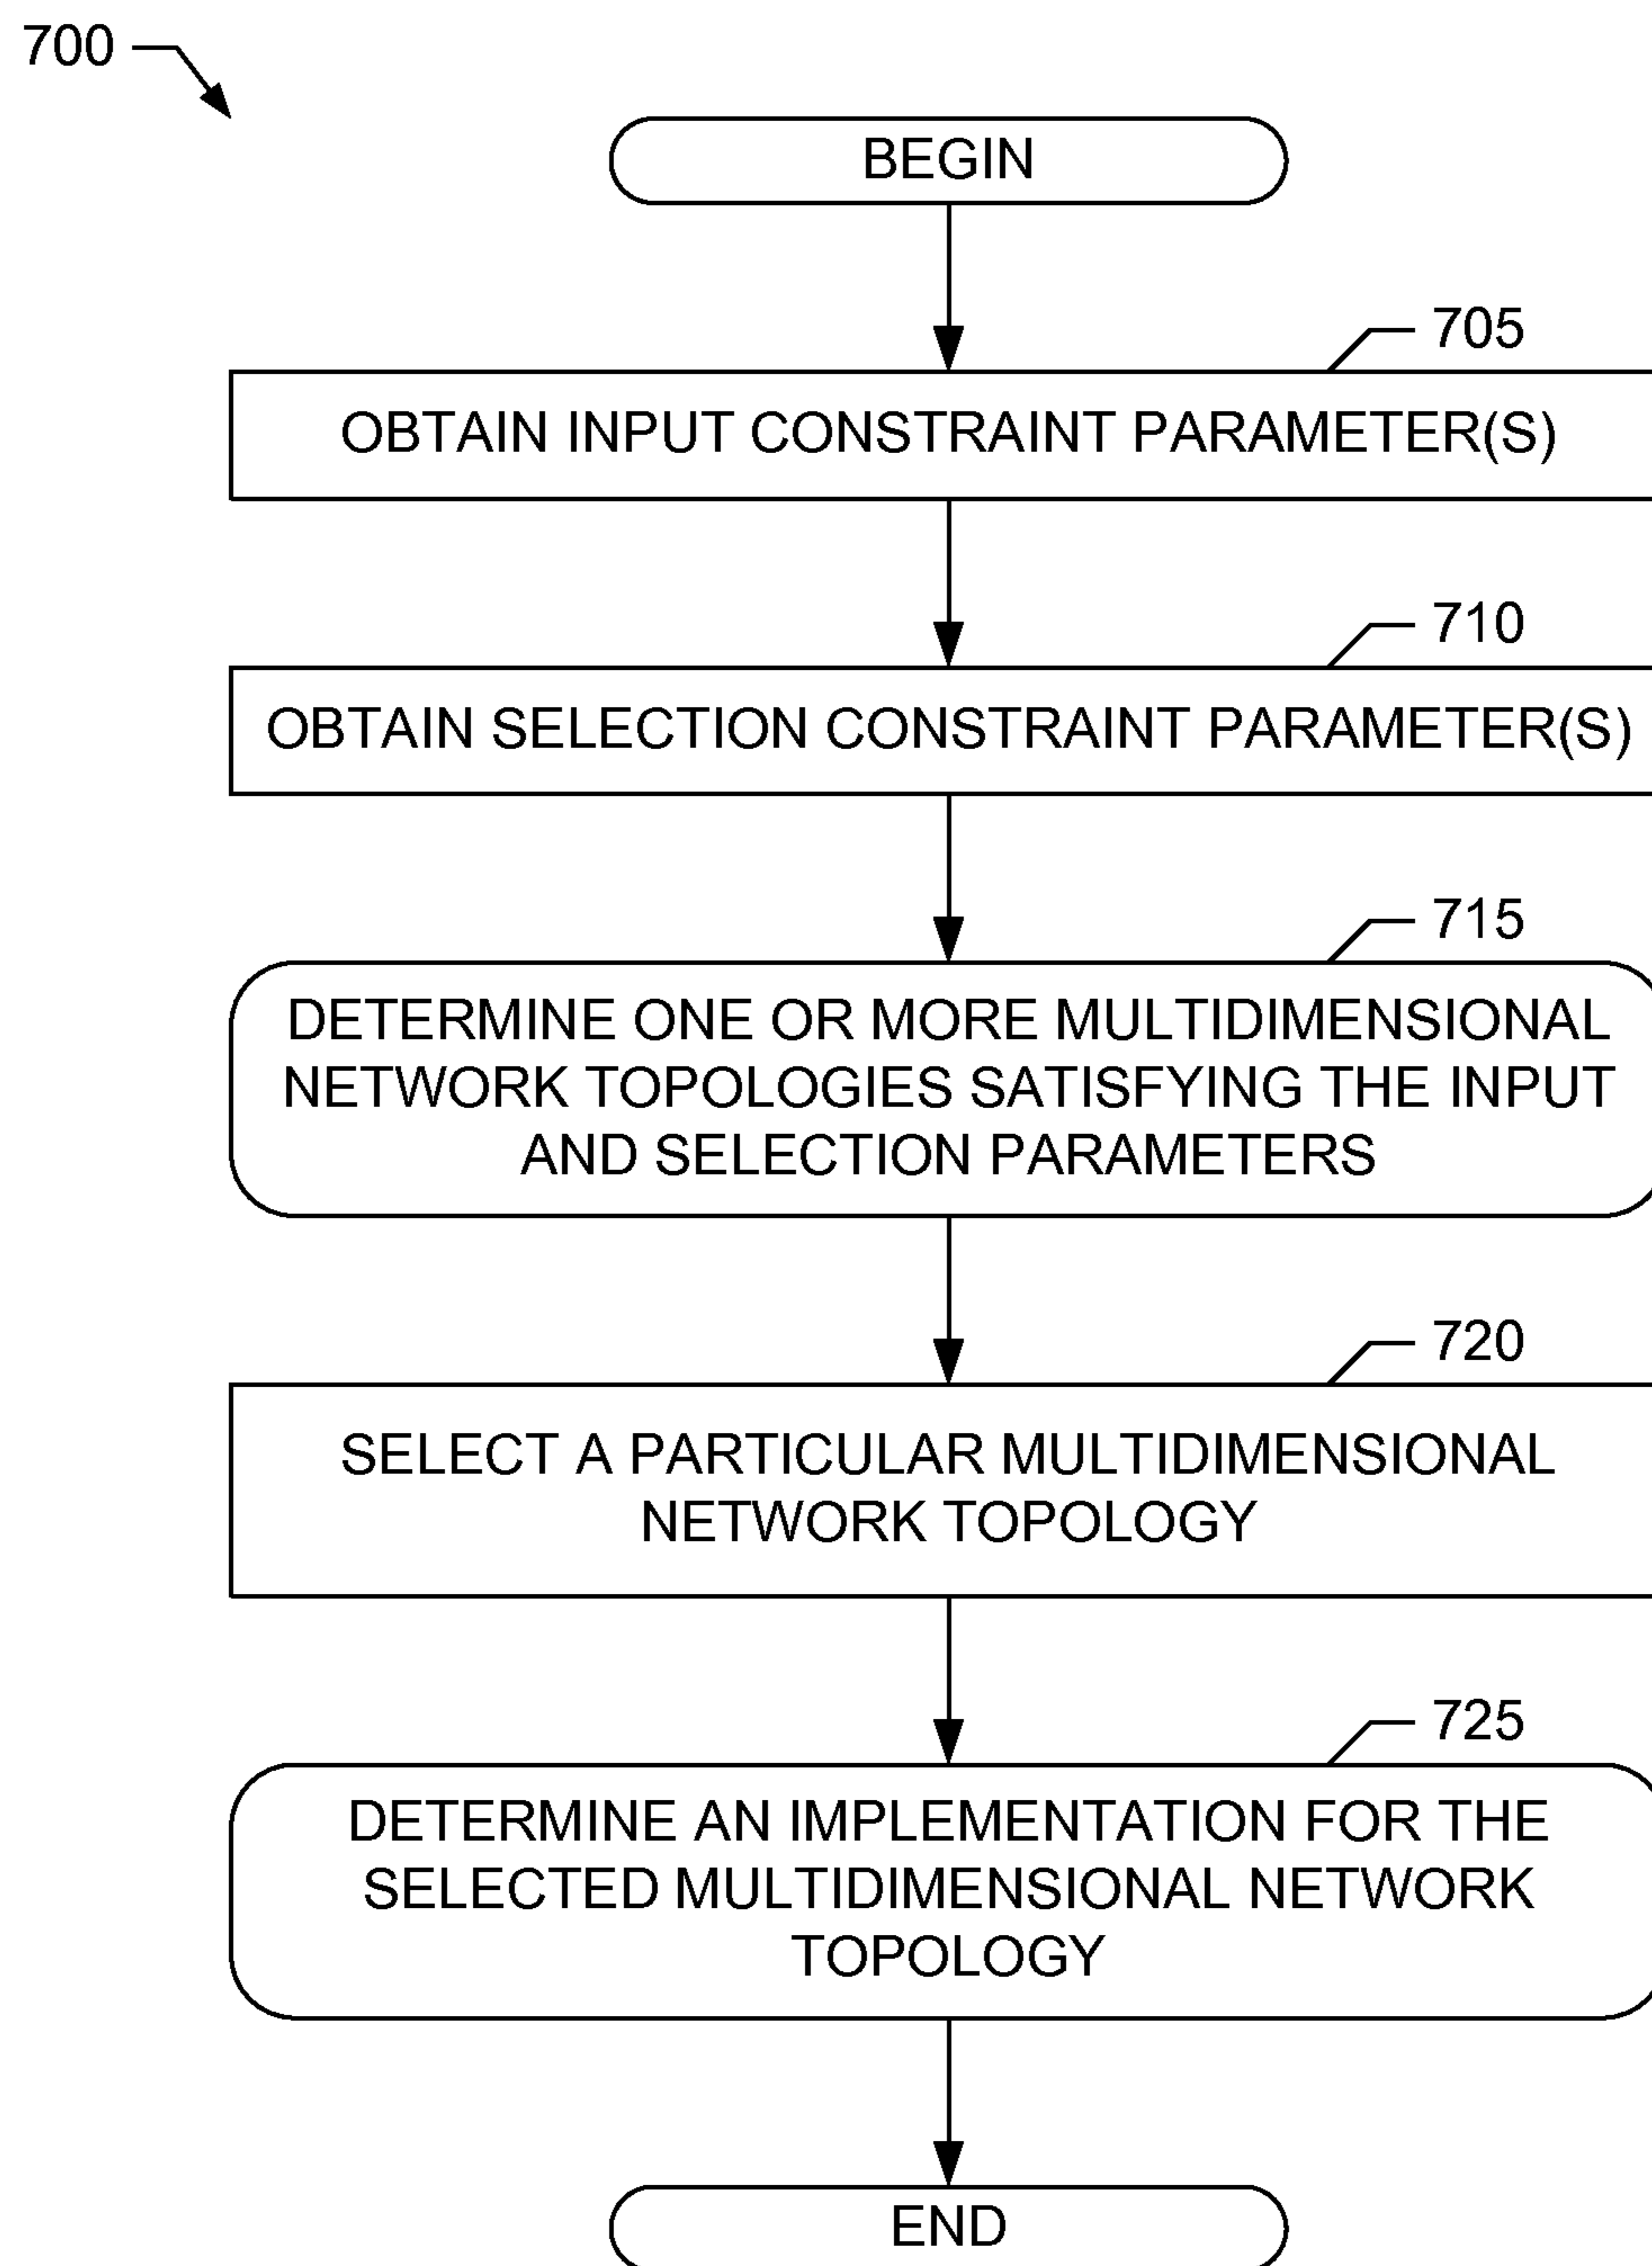 700
BEGIN
705
OBTAIN INPUT CONSTRAINT PARAMETER(S)
710
OBTAIN SELECTION CONSTRAINT PARAMETER(S)
715
DETERMINE ONE OR MORE MULTIDIMENSIONAL
NETWORK TOPOLOGIES SATISFYING THE INPUT
AND SELECTION PARAMETERS
720
SELECT A PARTICULAR MULTIDIMENSIONAL
NETWORK TOPOLOGY
725
DETERMINE AN IMPLEMENTATION FOR THE
SELECTED MULTIDIMENSIONAL NETWORK
TOPOLOGY
END